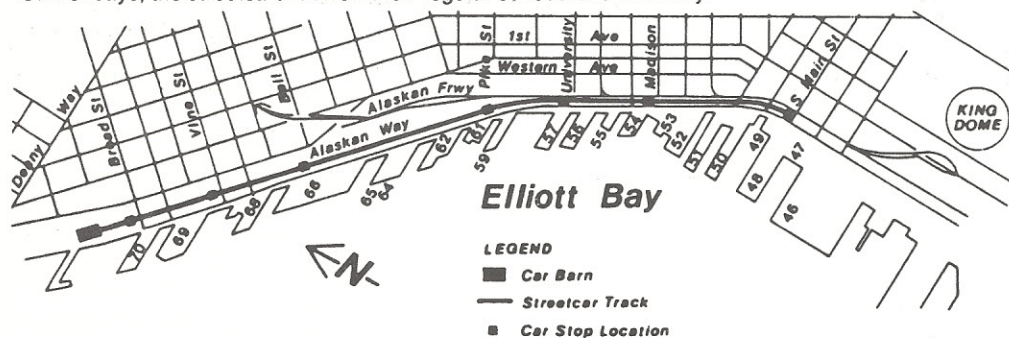 Pike St
1st Ave
University
Madison
Western Ave
S Main St
KING
DOME
Denny Way
Broad St
Vine St
Bell St
Alaskan Frwy
Alaskan Way
70
69
68
66
65
64
62
61
59
57
56
55
54
53
52
51
50
49
48
47
46
Elliott Bay
N
LEGEND
Car Barn
Streetcar Track
Car Stop Location